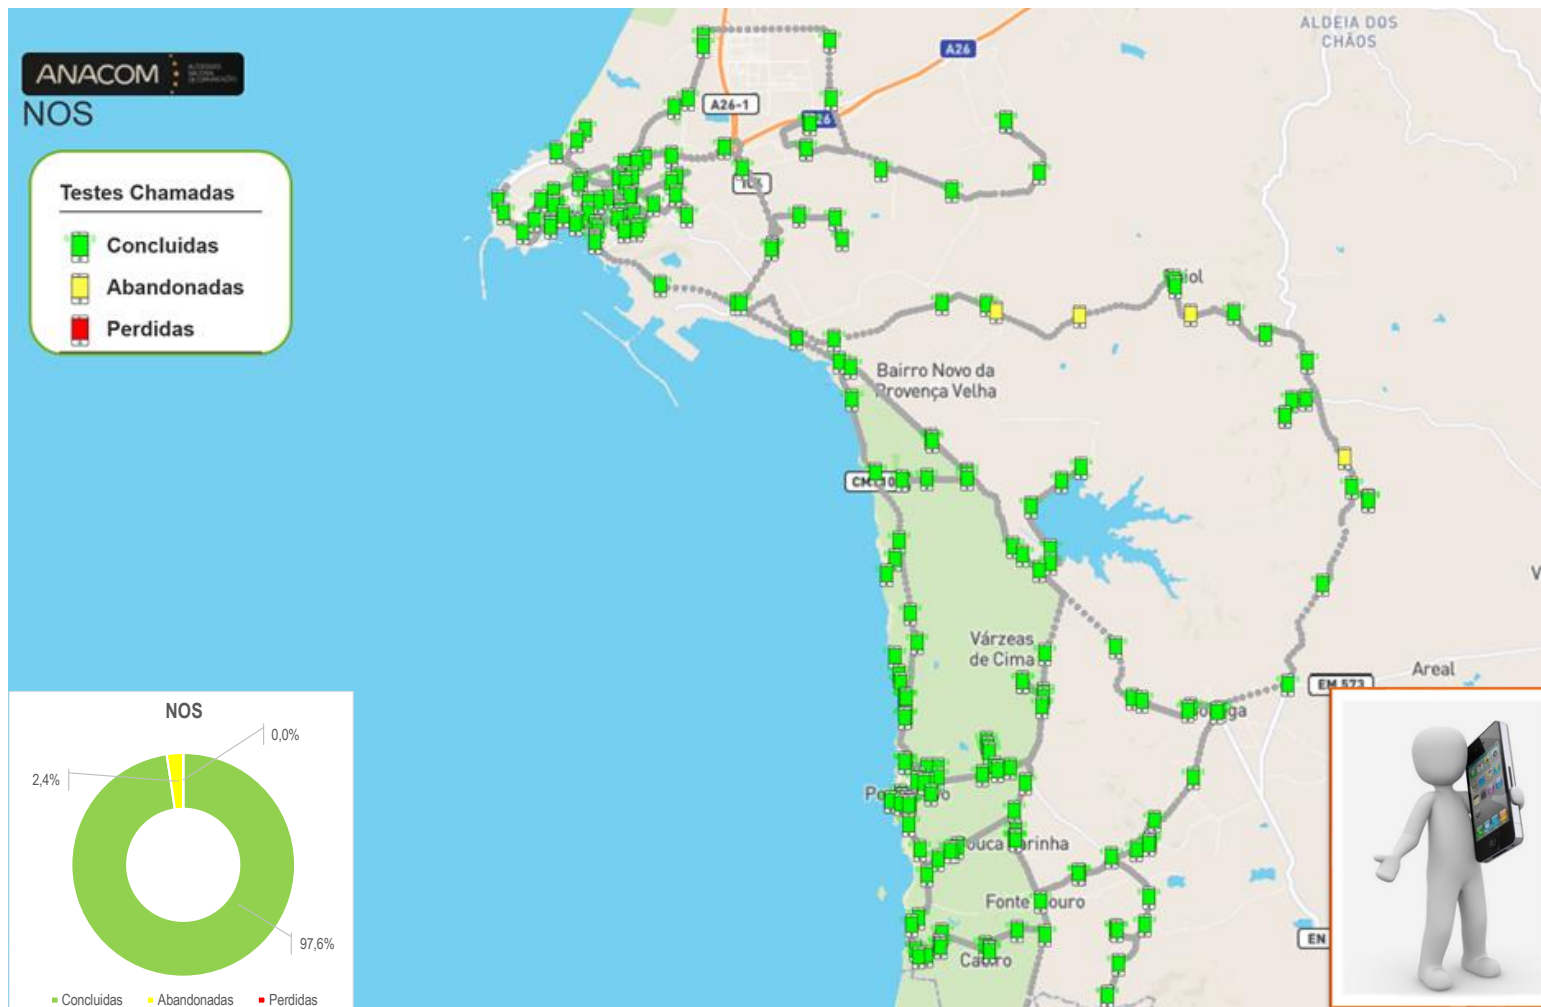 ANACOM
NOS
Testes Chamadas
Concluidas
Abandonadas
Perdidas
ALDEIA DOS
CHÃOS
A26
A26-1
Bairro Novo da
Provença Velha
Várzeas
de Cima
Areal
EM 573
EN
NOS
0,0%
2,4%
97,6%
Concluidas
Abandonadas
Perdidas